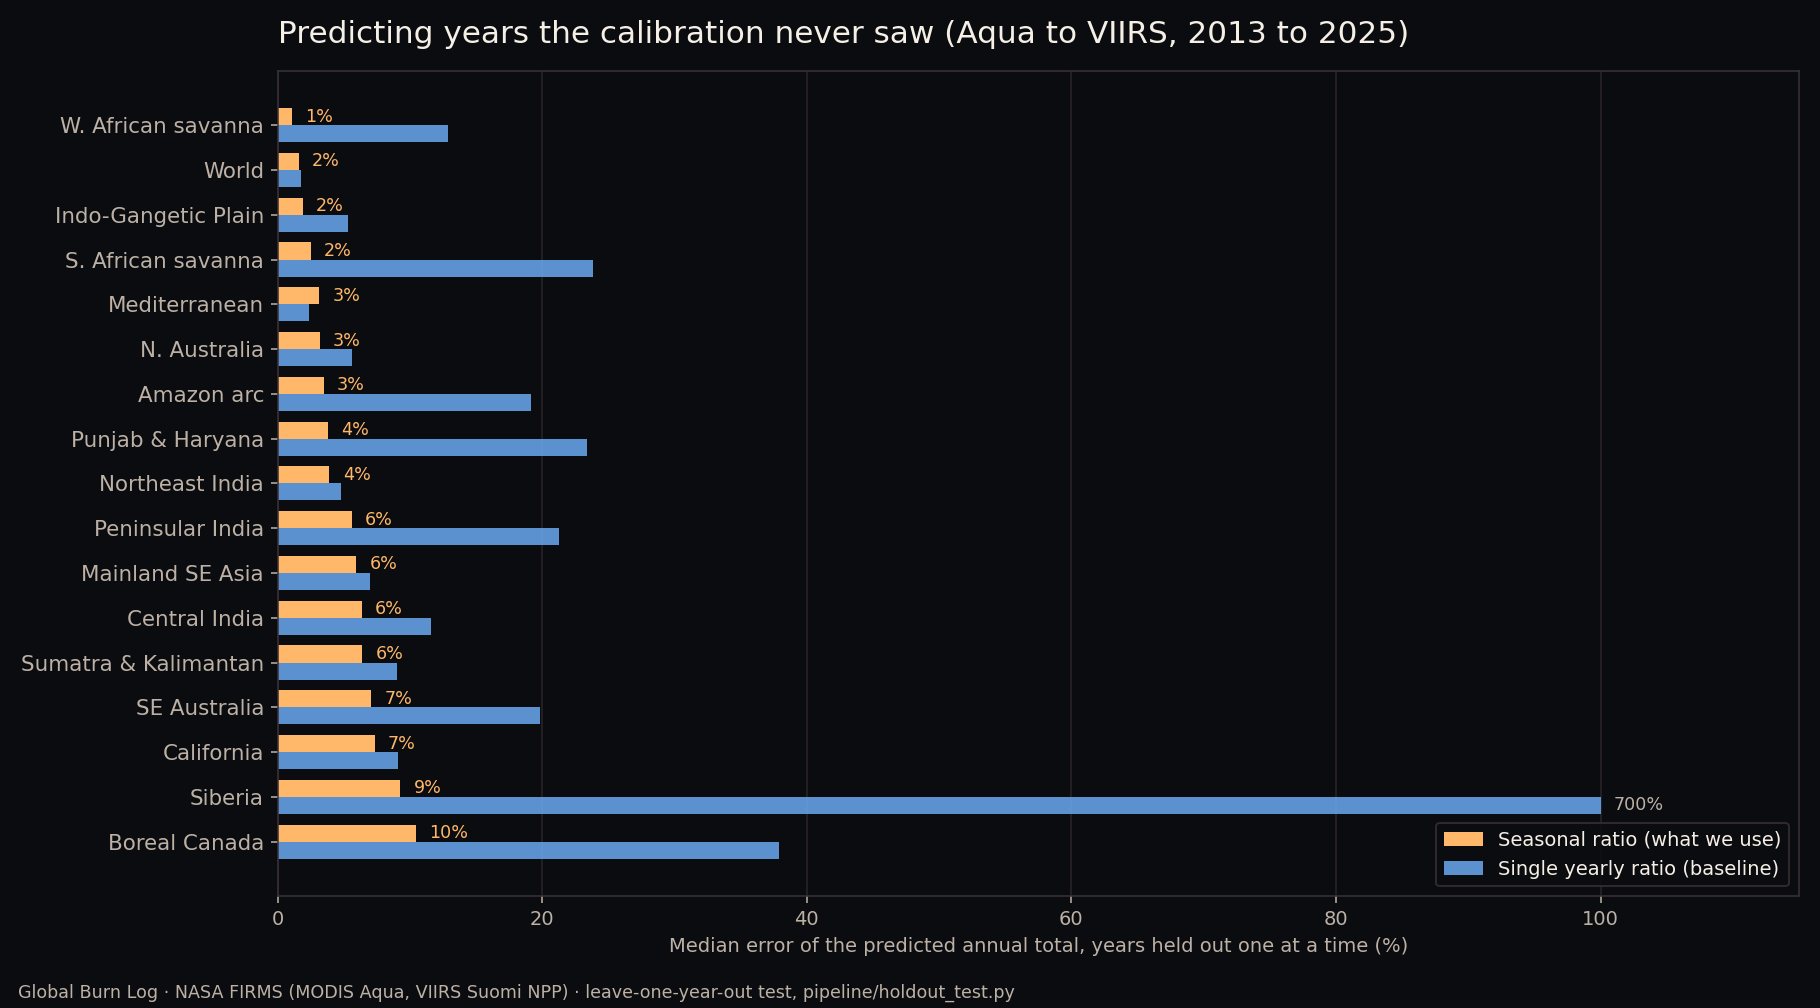 Predicting years the calibration never saw (Aqua to VIIRS, 2013 to 2025)
W. African savanna 1%
World 2%
Indo-Gangetic Plain 2%
S. African savanna 2%
Mediterranean 3%
N. Australia 3%
Amazon arc 3%
Punjab & Haryana 4%
Northeast India 4%
Peninsular India 6%
Mainland SE Asia 6%
Central India 6%
Sumatra & Kalimantan 6%
SE Australia 7%
California 7%
Siberia 9% 700%
Boreal Canada 10%
Seasonal ratio (what we use)
Single yearly ratio (baseline)
0 20 40 60 80 100
Median error of the predicted annual total, years held out one at a time (%)
Global Burn Log · NASA FIRMS (MODIS Aqua, VIIRS Suomi NPP) · leave-one-year-out test, pipeline/holdout_test.py